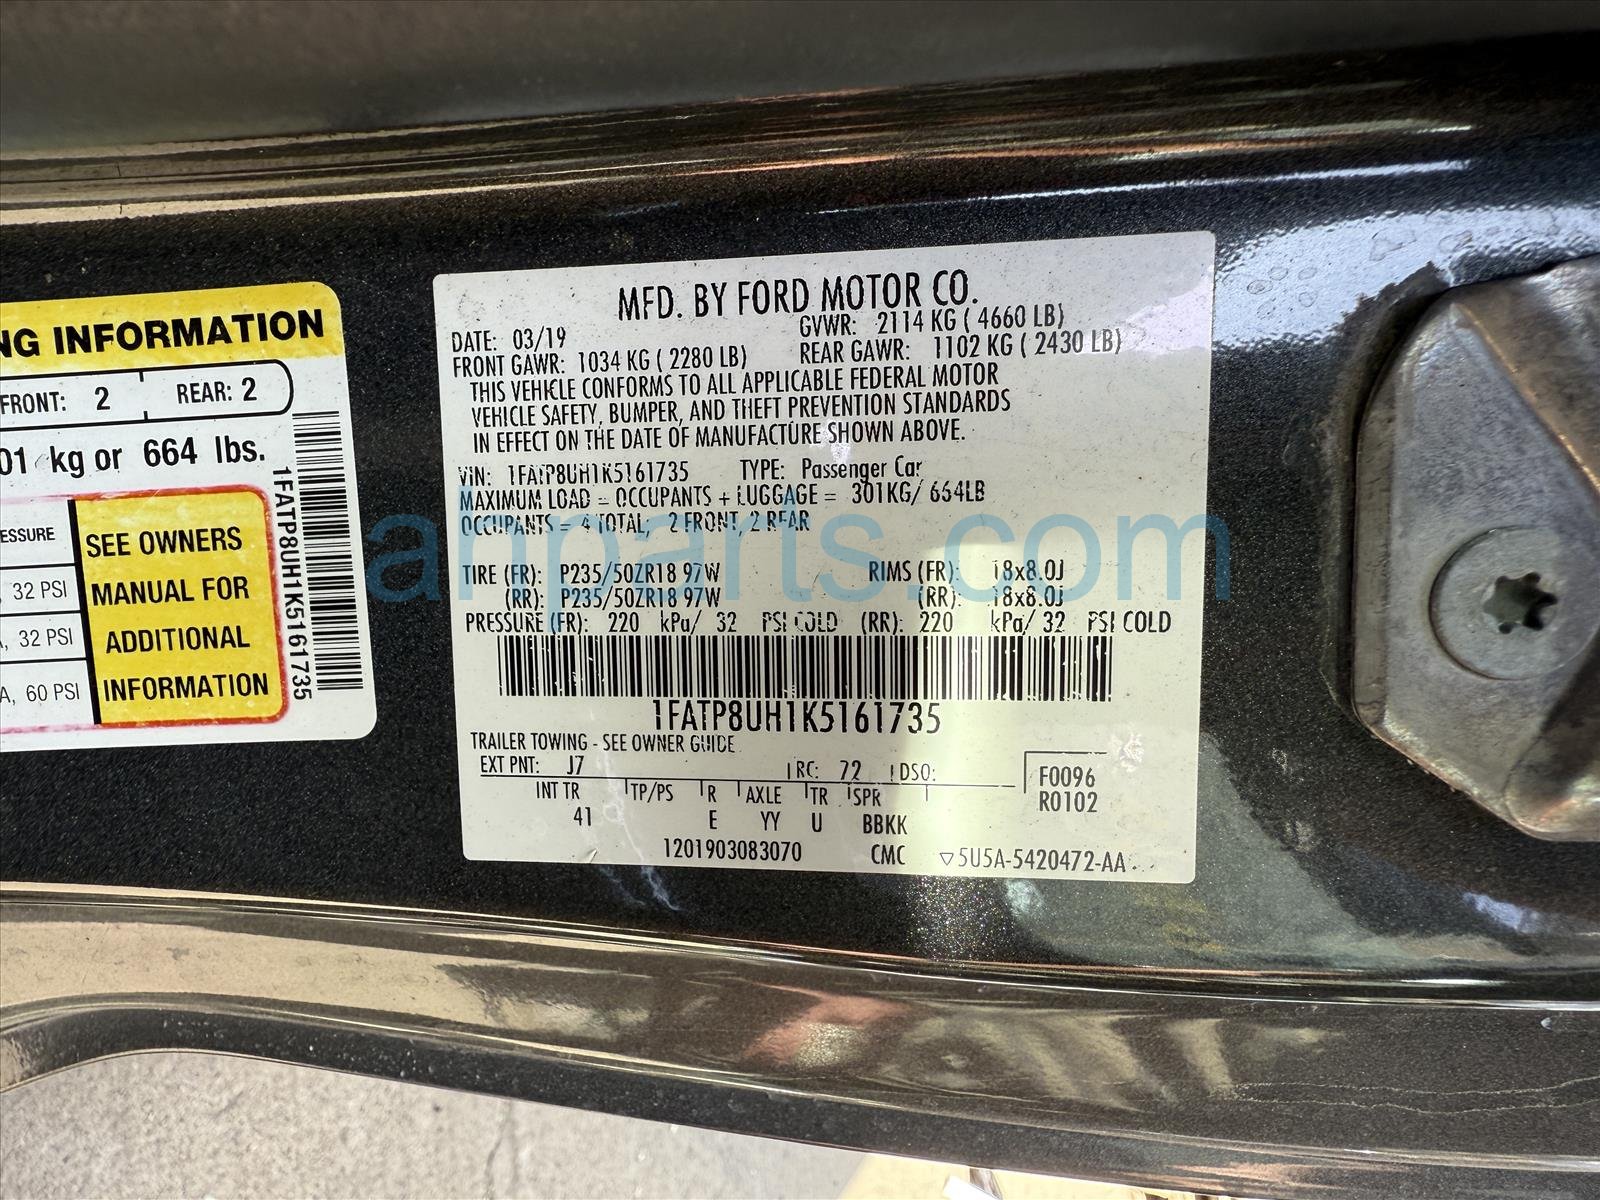 NG INFORMATION
FRONT: 2 REAR: 2
01 kg or 664 lbs.
ESSURE
32 PSI
, 32 PSI
A, 60 PSI
SEE OWNERS
MANUAL FOR
ADDITIONAL
INFORMATION
1FATP8UH1K5161735
MFD. BY FORD MOTOR CO.
DATE: 03/19 GVWR: 2114 KG ( 4660 LB)
FRONT GAWR: 1034 KG ( 2280 LB) REAR GAWR: 1102 KG ( 2430 LB)
THIS VEHICLE CONFORMS TO ALL APPLICABLE FEDERAL MOTOR
VEHICLE SAFETY, BUMPER, AND THEFT PREVENTION STANDARDS
IN EFFECT ON THE DATE OF MANUFACTURE SHOWN ABOVE.
VIN: 1FATP8UH1K5161735 TYPE: Passenger Car
MAXIMUM LOAD = OCCUPANTS + LUGGAGE = 301KG/ 664LB
OCCUPANTS = 4 TOTAL, 2 FRONT, 2 REAR
TIRE (FR): P235/50ZR18 97W RIMS (FR): 18x8.0J
(RR): P235/50ZR18 97W (RR): 18x8.0J
PRESSURE (FR): 220 kPa/ 32 PSI COLD (RR): 220 kPa/ 32 PSI COLD
1FATP8UH1K5161735
TRAILER TOWING - SEE OWNER GUIDE
EXT PNT: J7 RC: 72 DSO:
F0096
R0102
INT TR TP/PS R AXLE TR SPR
41 E YY U BBKK
1201903083070 CMC 5U5A-5420472-AA
ahparts.com